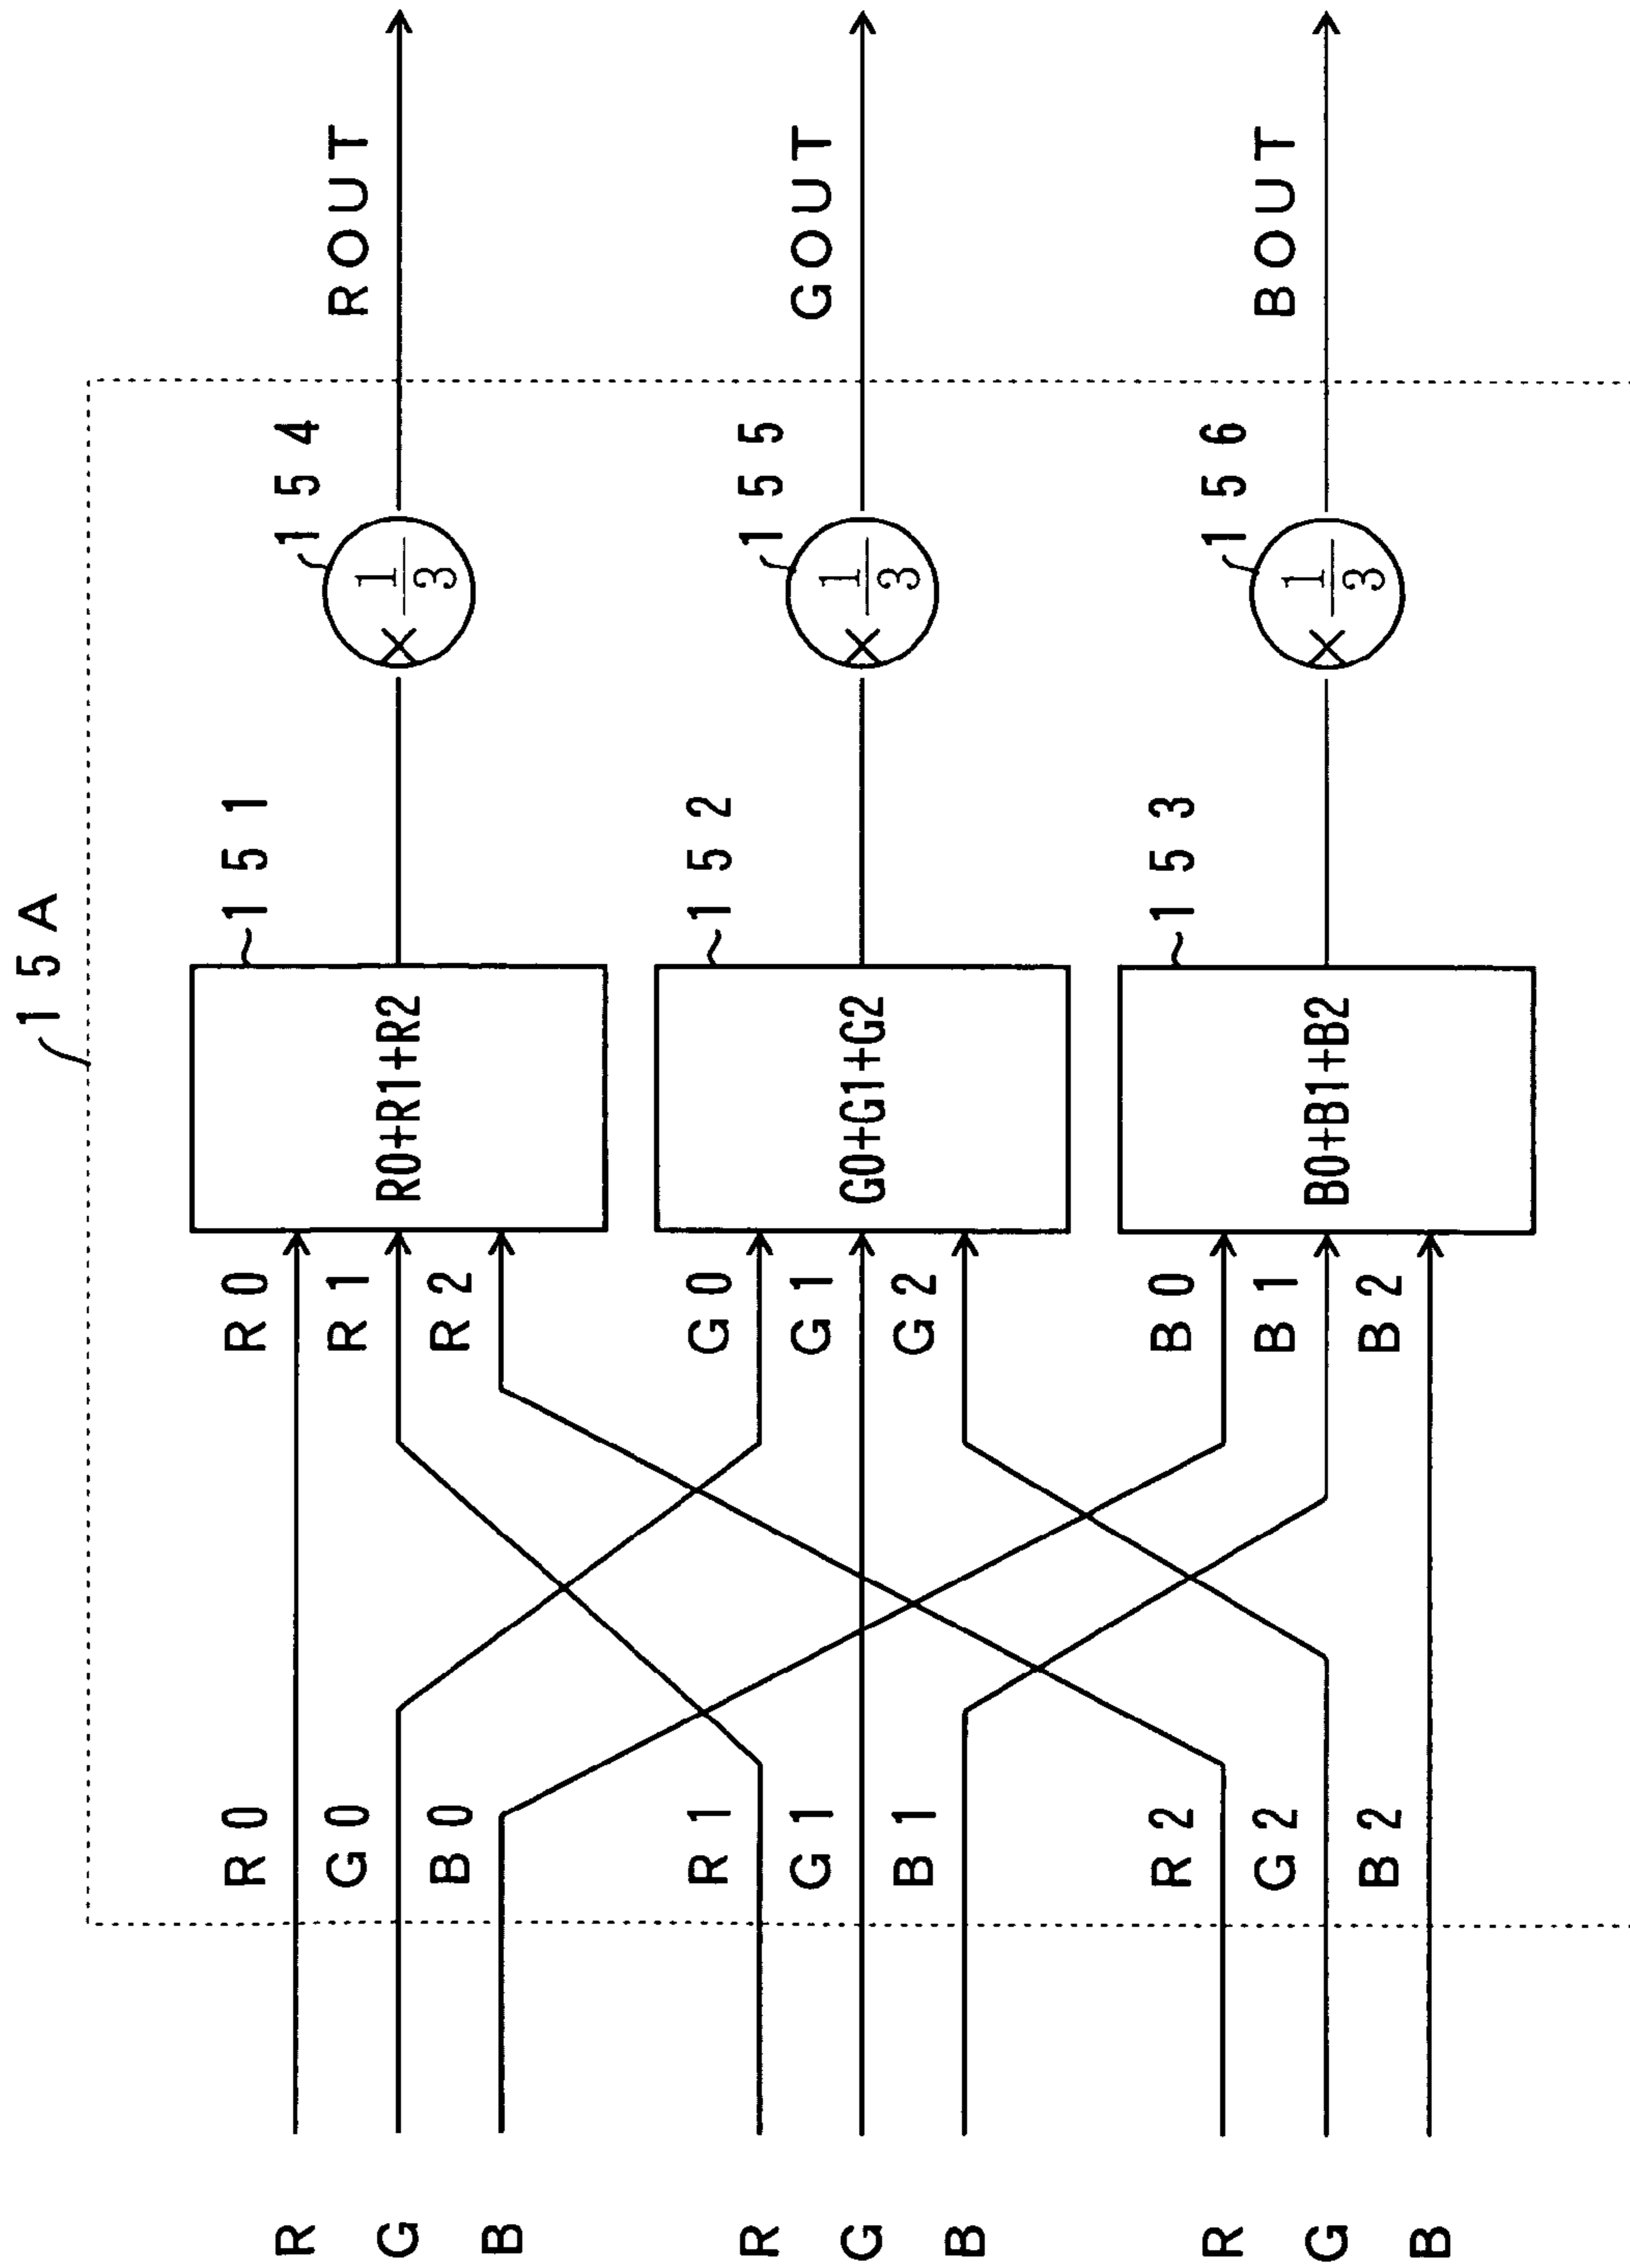 15A
R
G
B
R
G
B
R
G
B
R0
G0
B0
R1
G1
B1
R2
G2
B2
R0
R1
R2
G0
G1
G2
B0
B1
B2
R0+R1+R2
151
G0+G1+G2
152
B0+B1+B2
153
×1/3
154
×1/3
155
×1/3
156
ROUT
GOUT
BOUT